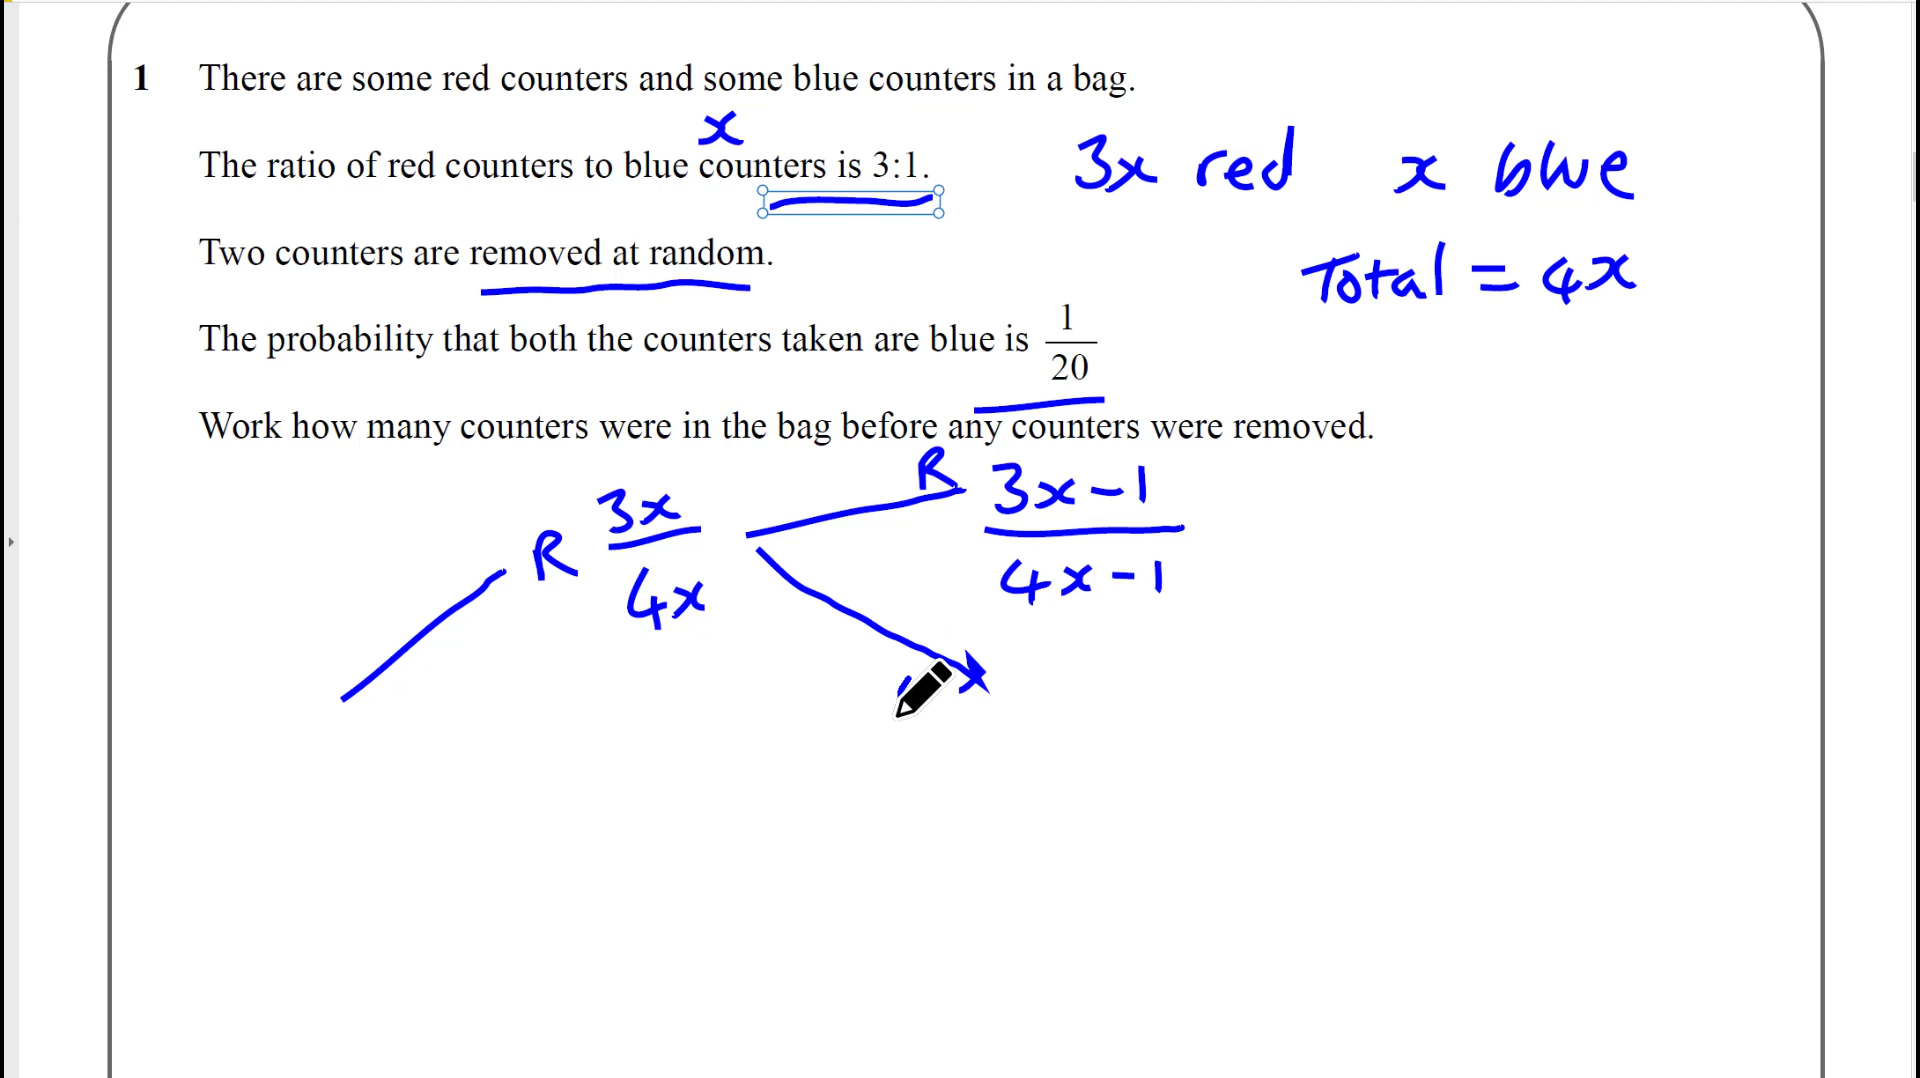 1 There are some red counters and some blue counters in a bag.
x
The ratio of red counters to blue counters is 3:1.
3x red x blue
Two counters are removed at random.
Total = 4x
The probability that both the counters taken are blue is 1/20
Work how many counters were in the bag before any counters were removed.
R 3x/4x
R 3x-1/4x-1